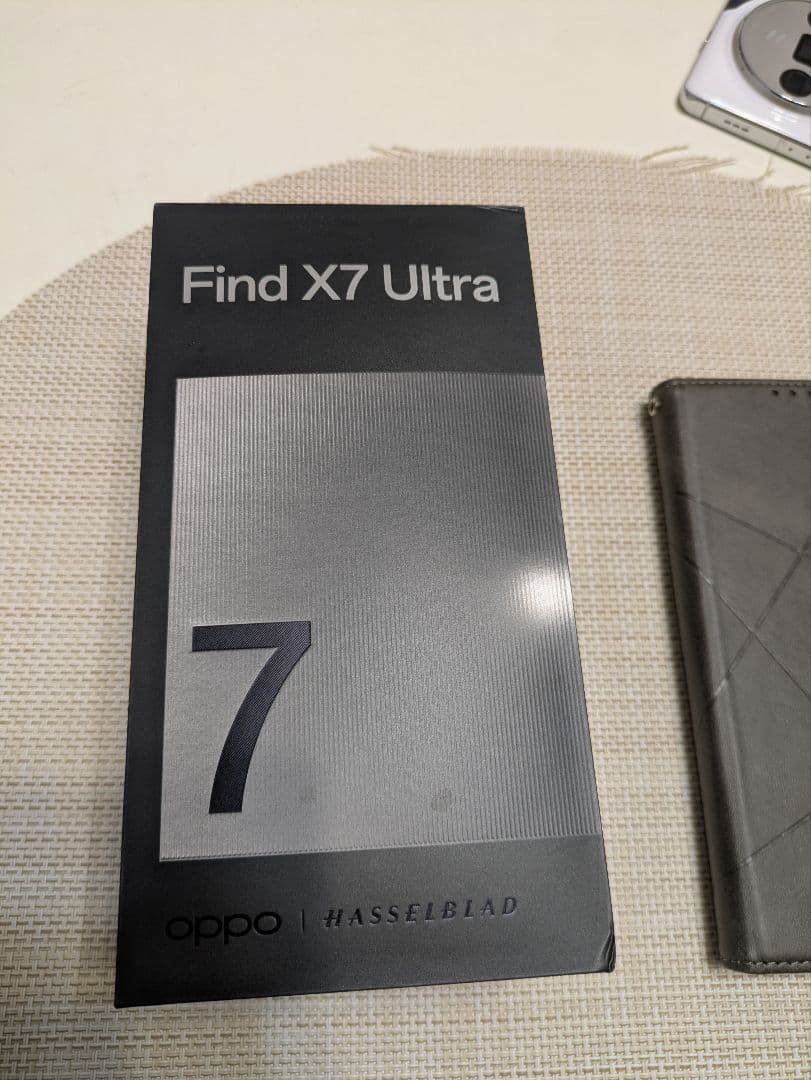 Find X7 Ultra
7
oppo | HASSELBLAD